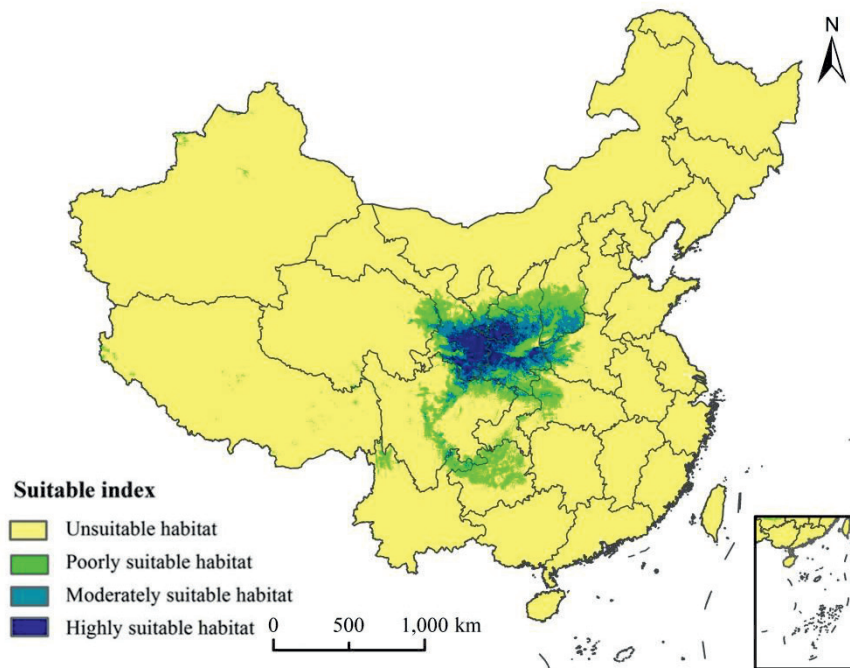 N
Suitable index
Unsuitable habitat
Poorly suitable habitat
Moderately suitable habitat
Highly suitable habitat
0 500 1,000 km